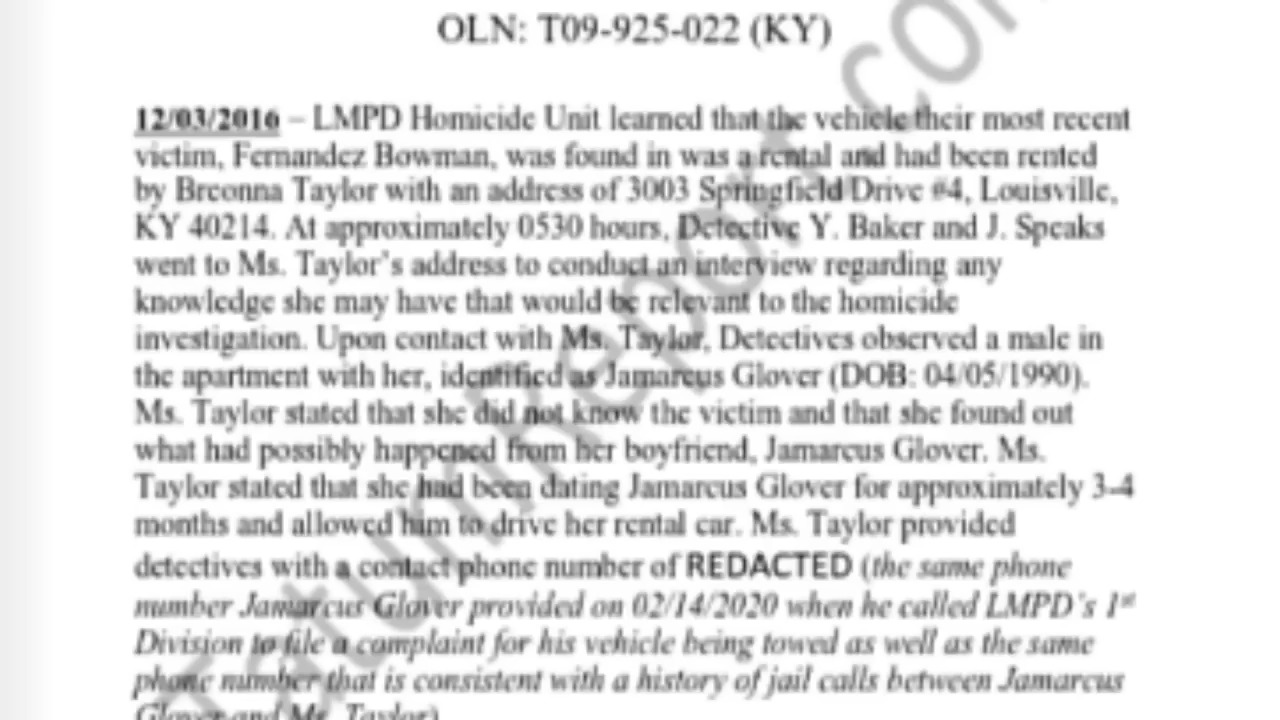 OLN: T09-925-022 (KY)
12/03/2016 – LMPD Homicide Unit learned that the vehicle their most recent
victim, Fernandez Bowman, was found in was a rental and had been rented
by Breonna Taylor with an address of 3003 Springfield Drive #4, Louisville,
KY 40214. At approximately 0530 hours, Detective Y. Baker and J. Speaks
went to Ms. Taylor's address to conduct an interview regarding any
knowledge she may have that would be relevant to the homicide
investigation. Upon contact with Ms. Taylor, Detectives observed a male in
the apartment with her, identified as Jamarcus Glover (DOB: 04/05/1990).
Ms. Taylor stated that she did not know the victim and that she found out
what had possibly happened from her boyfriend, Jamarcus Glover. Ms.
Taylor stated that she had been dating Jamarcus Glover for approximately 3-4
months and allowed him to drive her rental car. Ms. Taylor provided
detectives with a contact phone number of REDACTED (the same phone
number Jamarcus Glover provided on 02/14/2020 when he called LMPD's 1st
Division to file a complaint for his vehicle being towed as well as the same
phone number that is consistent with a history of jail calls between Jamarcus
Glover and Ms. Taylor)
TatumReport.com